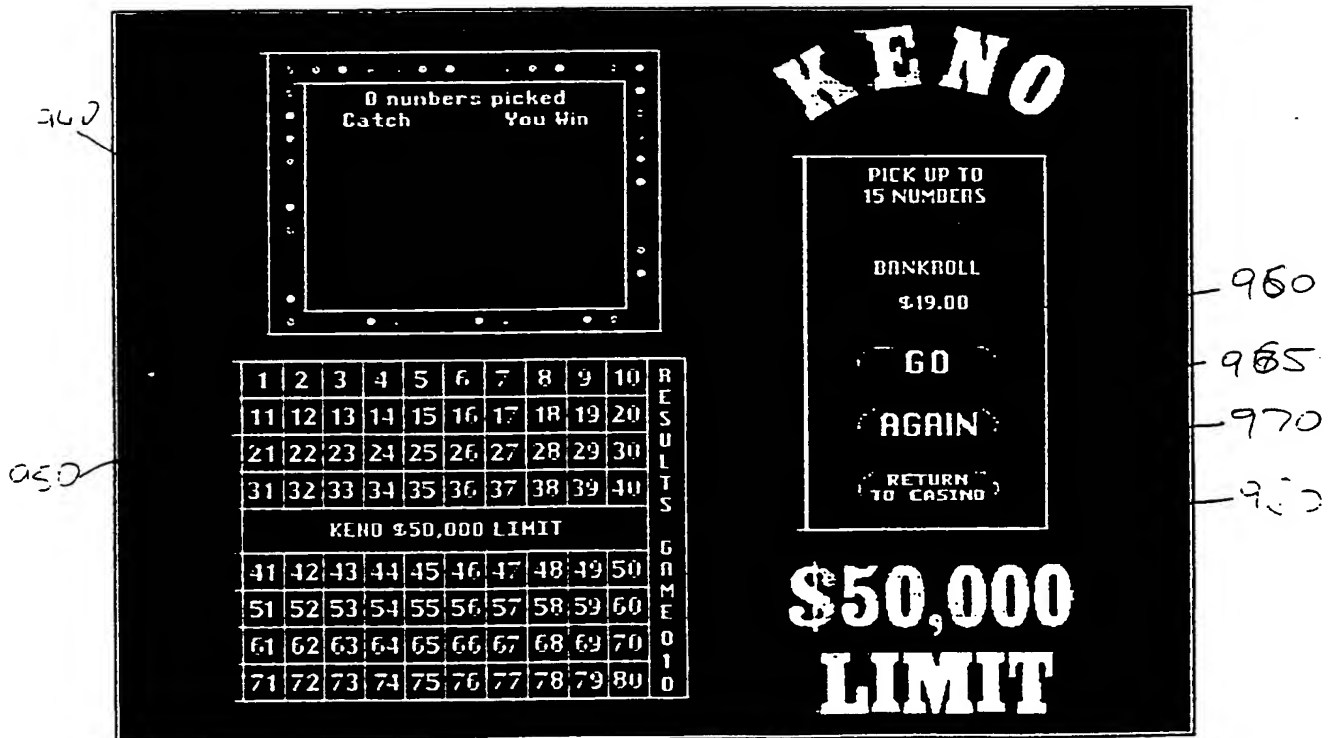 KENO
0 numbers picked
Catch You Win
PICK UP TO
15 NUMBERS
BANKROLL
$19.00
GO
AGAIN
RETURN
TO CASINO
1 2 3 4 5 6 7 8 9 10
11 12 13 14 15 16 17 18 19 20
21 22 23 24 25 26 27 28 29 30
31 32 33 34 35 36 37 38 39 40
KENO $50,000 LIMIT
41 42 43 44 45 46 47 48 49 50
51 52 53 54 55 56 57 58 59 60
61 62 63 64 65 66 67 68 69 70
71 72 73 74 75 76 77 78 79 80
RESULTS GAME 010
$50,000
LIMIT
950
960
965
970